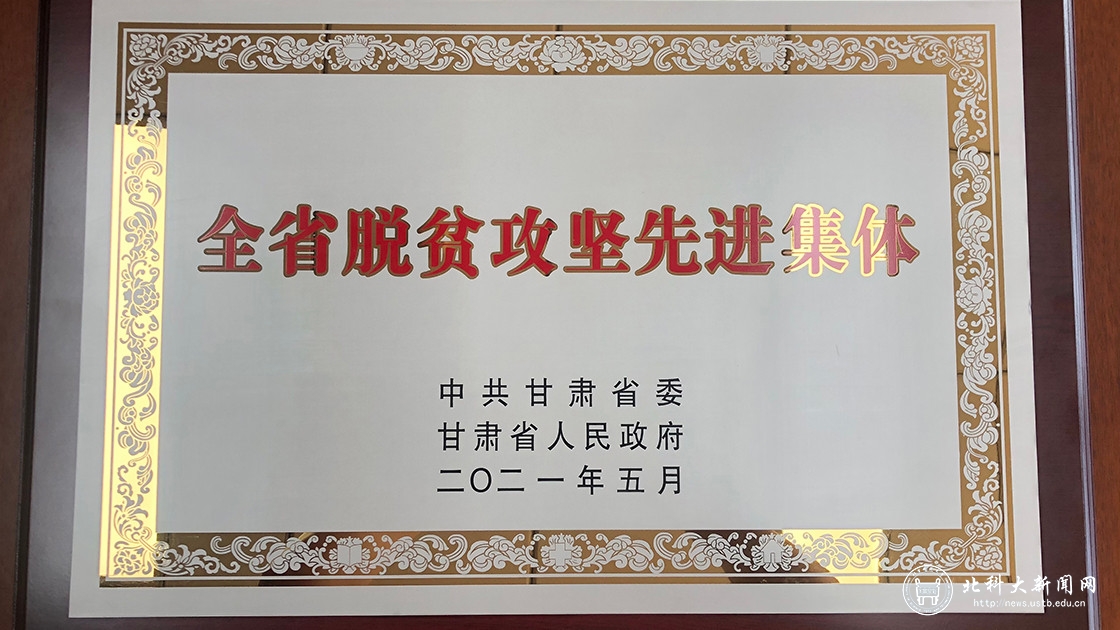 全省脱贫攻坚先进集体
中共甘肃省委
甘肃省人民政府
二〇二一年五月
北科大新闻网
http://news.ustb.edu.cn